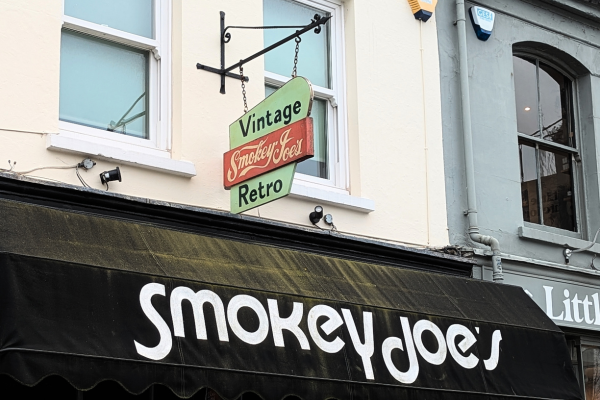 Vintage
Smokey Joe's
Retro
SMOKEY JOE'S
Littl